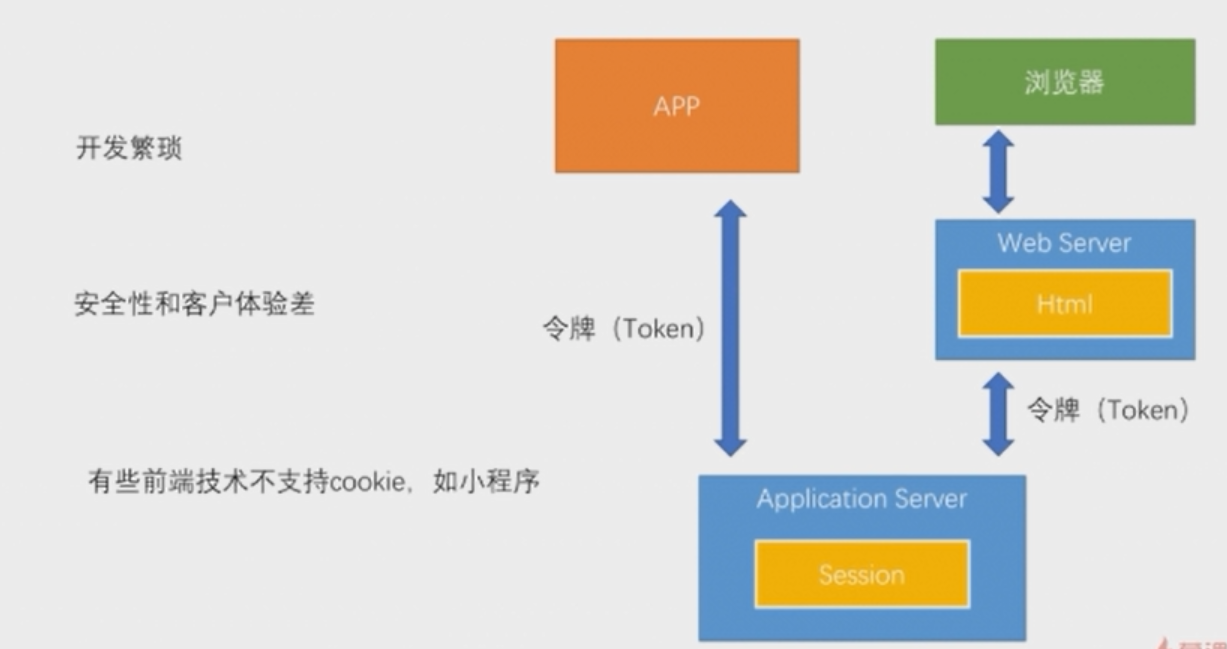 APP
浏览器
开发繁琐
Web Server
Html
安全性和客户体验差
令牌（Token）
令牌（Token）
有些前端技术不支持cookie，如小程序
Application Server
Session